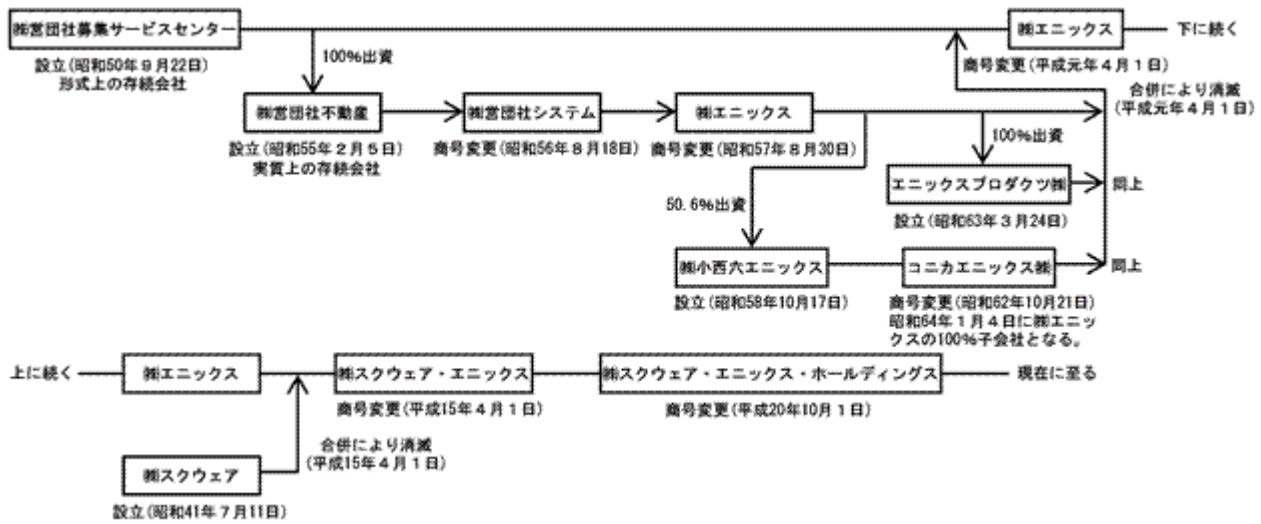 ㈱営団社募集サービスセンター
㈱エニックス
下に続く
設立(昭和50年9月22日)
形式上の存続会社
100%出資
商号変更(平成元年4月1日)
合併により消滅
(平成元年4月1日)
㈱営団社不動産
㈱営団社システム
㈱エニックス
設立(昭和55年2月5日)
実質上の存続会社
商号変更(昭和56年8月18日)
商号変更(昭和57年8月30日)
100%出資
エニックスプロダクツ㈱
同上
50.6%出資
設立(昭和63年3月24日)
㈱小西六エニックス
コニカエニックス㈱
同上
設立(昭和58年10月17日)
商号変更(昭和62年10月21日)
昭和64年1月4日に㈱エニッ
クスの100%子会社となる。
上に続く
㈱エニックス
㈱スクウェア・エニックス
㈱スクウェア・エニックス・ホールディングス
現在に至る
商号変更(平成15年4月1日)
商号変更(平成20年10月1日)
合併により消滅
(平成15年4月1日)
㈱スクウェア
設立(昭和41年7月11日)